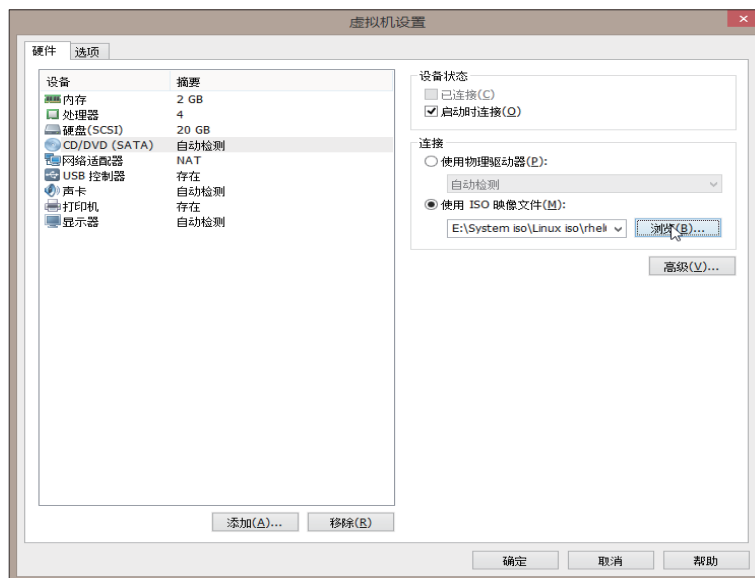 虚拟机设置
硬件 选项
设备 摘要
内存 2 GB
处理器 4
硬盘(SCSI) 20 GB
CD/DVD (SATA) 自动检测
网络适配器 NAT
USB 控制器 存在
声卡 自动检测
打印机 存在
显示器 自动检测
添加(A)... 移除(R)
设备状态
已连接(C)
启动时连接(O)
连接
使用物理驱动器(P):
自动检测
使用 ISO 映像文件(M):
E:\System iso\Linux iso\rhel 浏览(B)...
高级(V)...
确定 取消 帮助